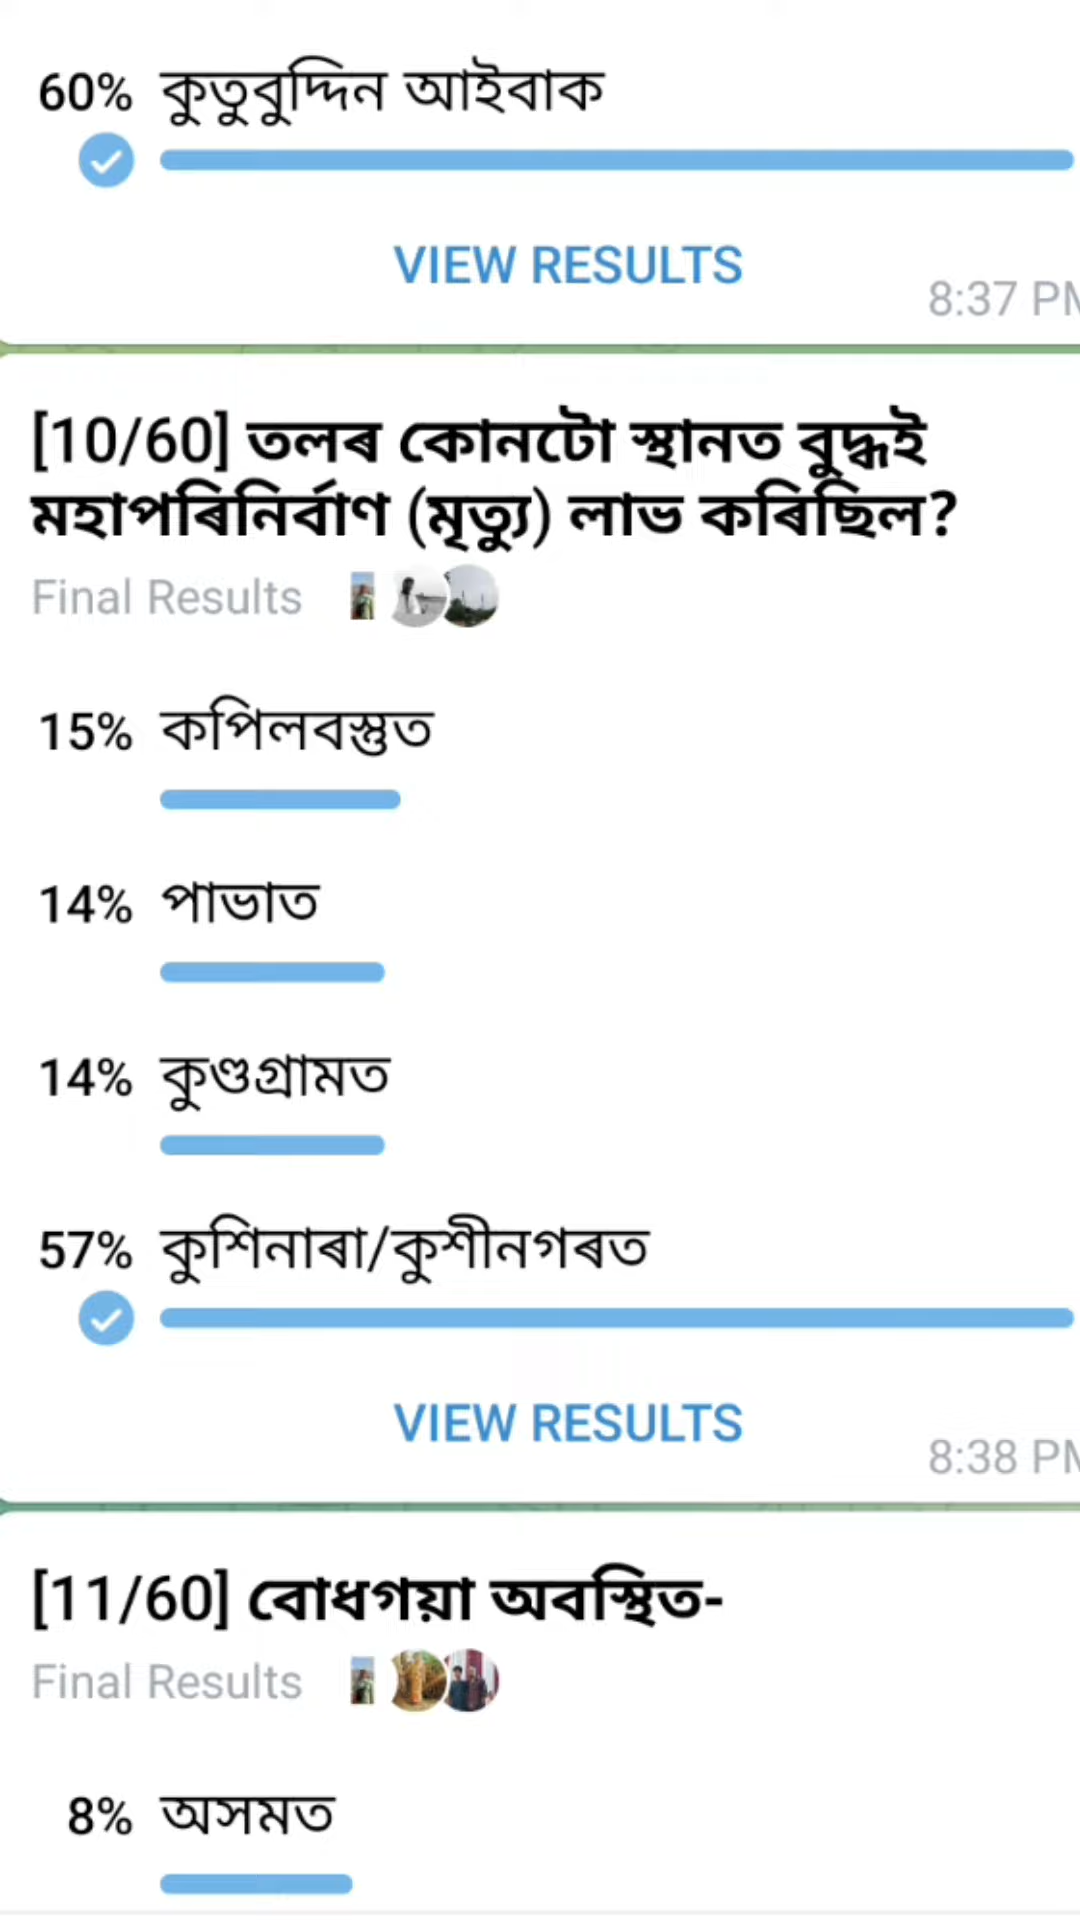 60% কুতুবুদ্দিন আইবাক
VIEW RESULTS
8:37 PM
[10/60] তলৰ কোনটো স্থানত বুদ্ধই
মহাপৰিনিৰ্বাণ (মৃত্যু) লাভ কৰিছিল?
Final Results
15% কপিলবস্তুত
14% পাভাত
14% কুণ্ডগ্ৰামত
57% কুশিনাৰা/কুশীনগৰত
VIEW RESULTS
8:38 PM
[11/60] বোধগয়া অবস্থিত-
Final Results
8% অসমত